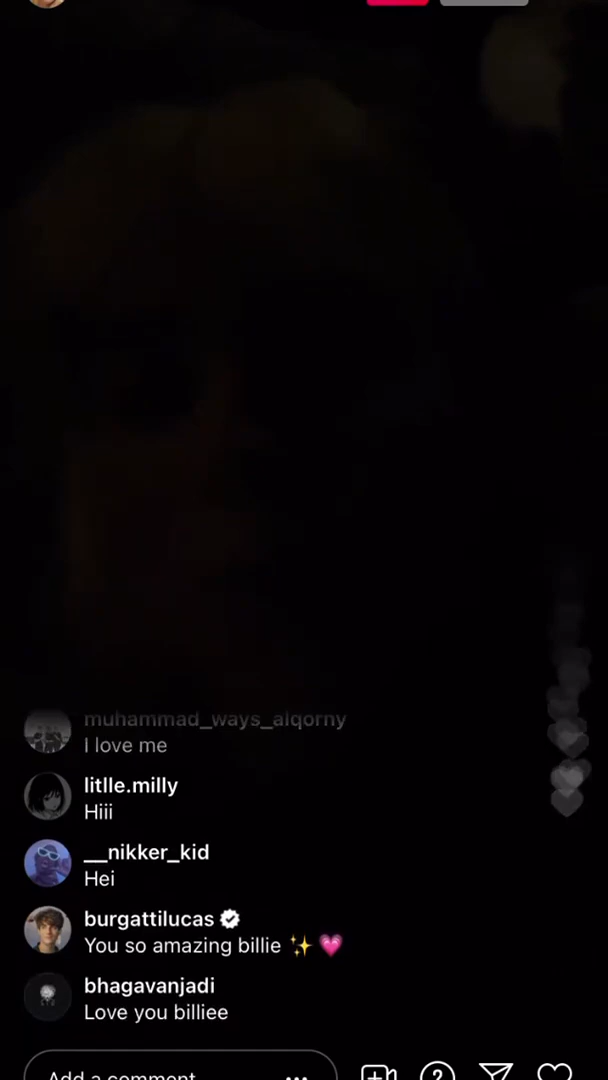 muhammad_ways_alqorny
I love me
litlle.milly
Hiii
__nikker_kid
Hei
burgattilucas
You so amazing billie ✨ 💗
bhagavanjadi
Love you billiee
Add a comment